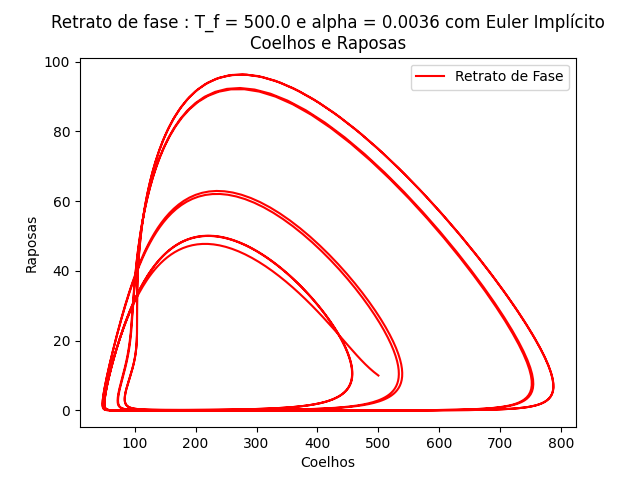 Retrato de fase : T_f = 500.0 e alpha = 0.0036 com Euler Implícito
Coelhos e Raposas
Retrato de Fase
100
80
60
40
20
0
Raposas
100 200 300 400 500 600 700 800
Coelhos